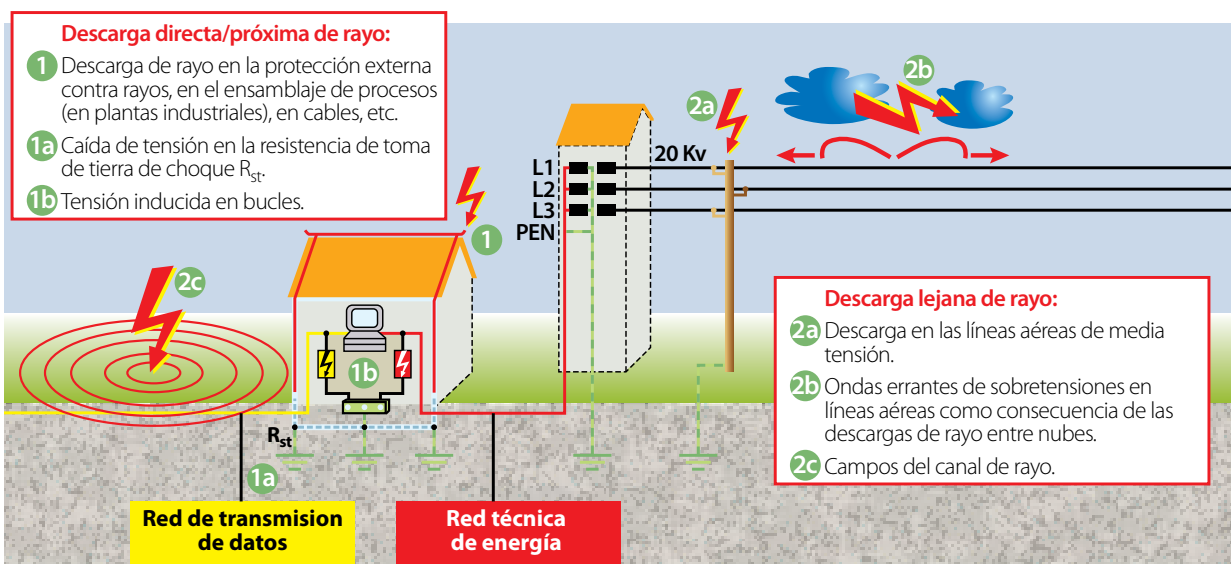 Descarga directa/próxima de rayo:
1 Descarga de rayo en la protección externa
contra rayos, en el ensamblaje de procesos
(en plantas industriales), en cables, etc.
1a Caída de tensión en la resistencia de toma
de tierra de choque Rst.
1b Tensión inducida en bucles.
2a
2b
20 Kv
L1
L2
L3
PEN
1
2c
1b
Rst
1a
Descarga lejana de rayo:
2a Descarga en las líneas aéreas de media
tensión.
2b Ondas errantes de sobretensiones en
líneas aéreas como consecuencia de las
descargas de rayo entre nubes.
2c Campos del canal de rayo.
Red de transmision
de datos
Red técnica
de energía